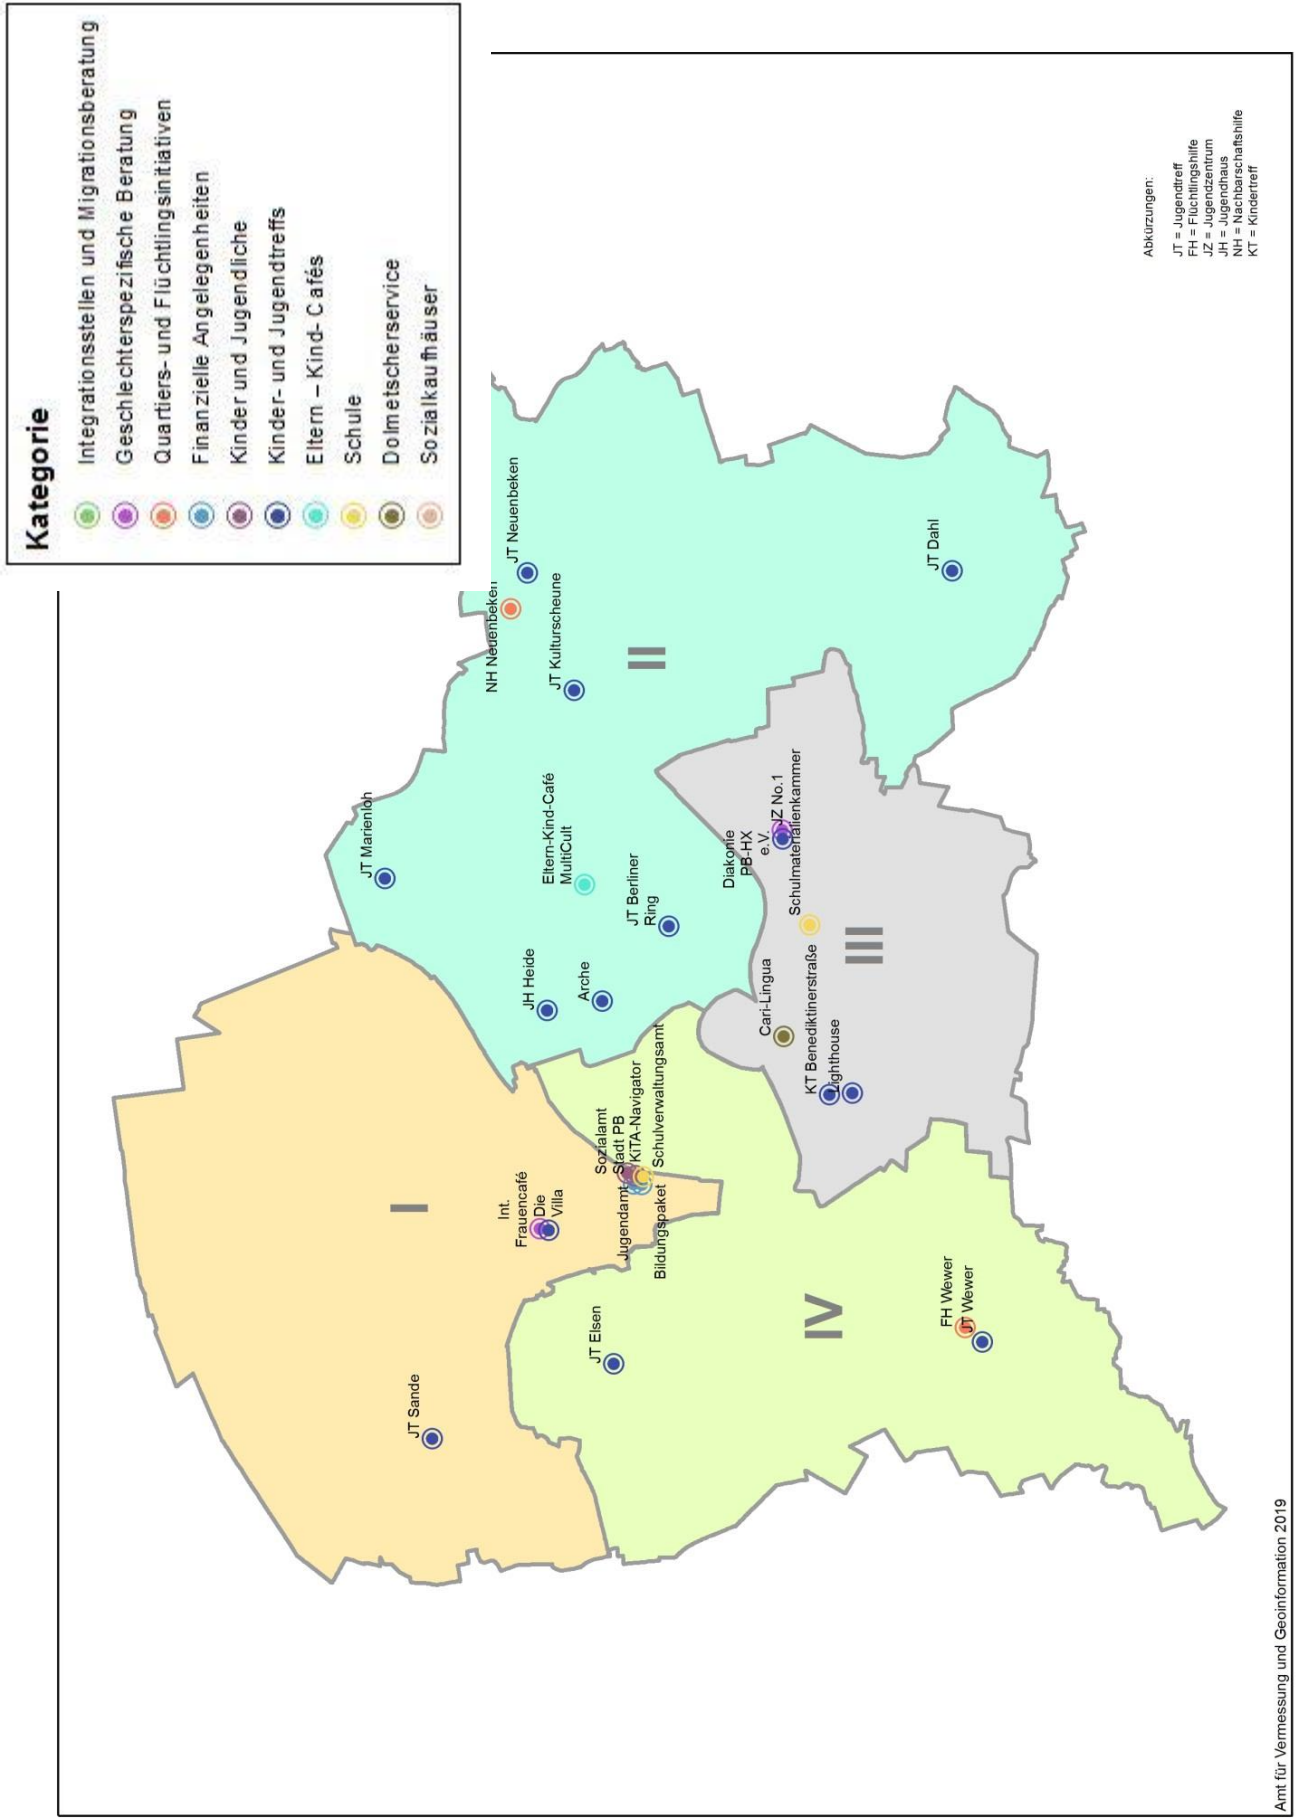 Kategorie
Integrationsstellen und Migrationsberatung
Geschlechterspezifische Beratung
Quartiers- und Flüchtlingsinitiativen
Finanzielle Angelegenheiten
Kinder und Jugendliche
Kinder- und Jugendtreffs
Eltern – Kind- Cafés
Schule
Dolmetscherservice
Sozialkaufhäuser
I
JT Sande
Int.
Frauencafé
Die
Villa
Sozialamt
Stadt PB
KiTA-Navigator
Schulverwaltungsamt
Jugendamt
Bildungspaket
II
JT Marienloh
NH Neuenbeken
JT Neuenbeken
JT Kulturscheune
Eltern-Kind-Café
MultiCult
JT Berliner
Ring
JH Heide
Arche
JT Dahl
III
Diakonie
PB-HX
e.V.
JZ No.1
Schulmaterialienkammer
Cari-Lingua
KT Benediktinerstraße
Lighthouse
IV
JT Elsen
FH Wewer
JT Wewer
Abkürzungen:
JT = Jugendtreff
FH = Flüchtlingshilfe
JZ = Jugendzentrum
JH = Jugendhaus
NH = Nachbarschaftshilfe
KT = Kindertreff
Amt für Vermessung und Geoinformation 2019